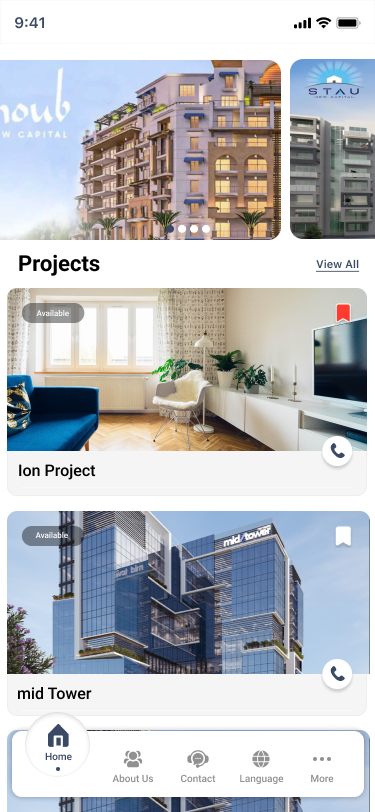 9:41
noub
W CAPITAL
STAU
NEW CAPITAL
Projects
View All
Available
Ion Project
Available
mid tower
mid Tower
Home
About Us
Contact
Language
More